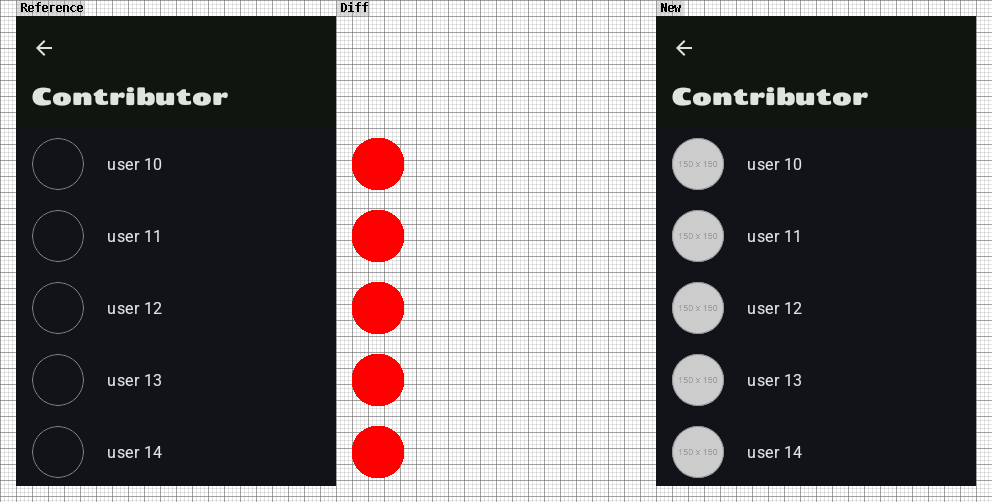 Reference
Diff
New
Contributor
user 10
user 11
user 12
user 13
user 14
Contributor
150 x 150
user 10
150 x 150
user 11
150 x 150
user 12
150 x 150
user 13
150 x 150
user 14